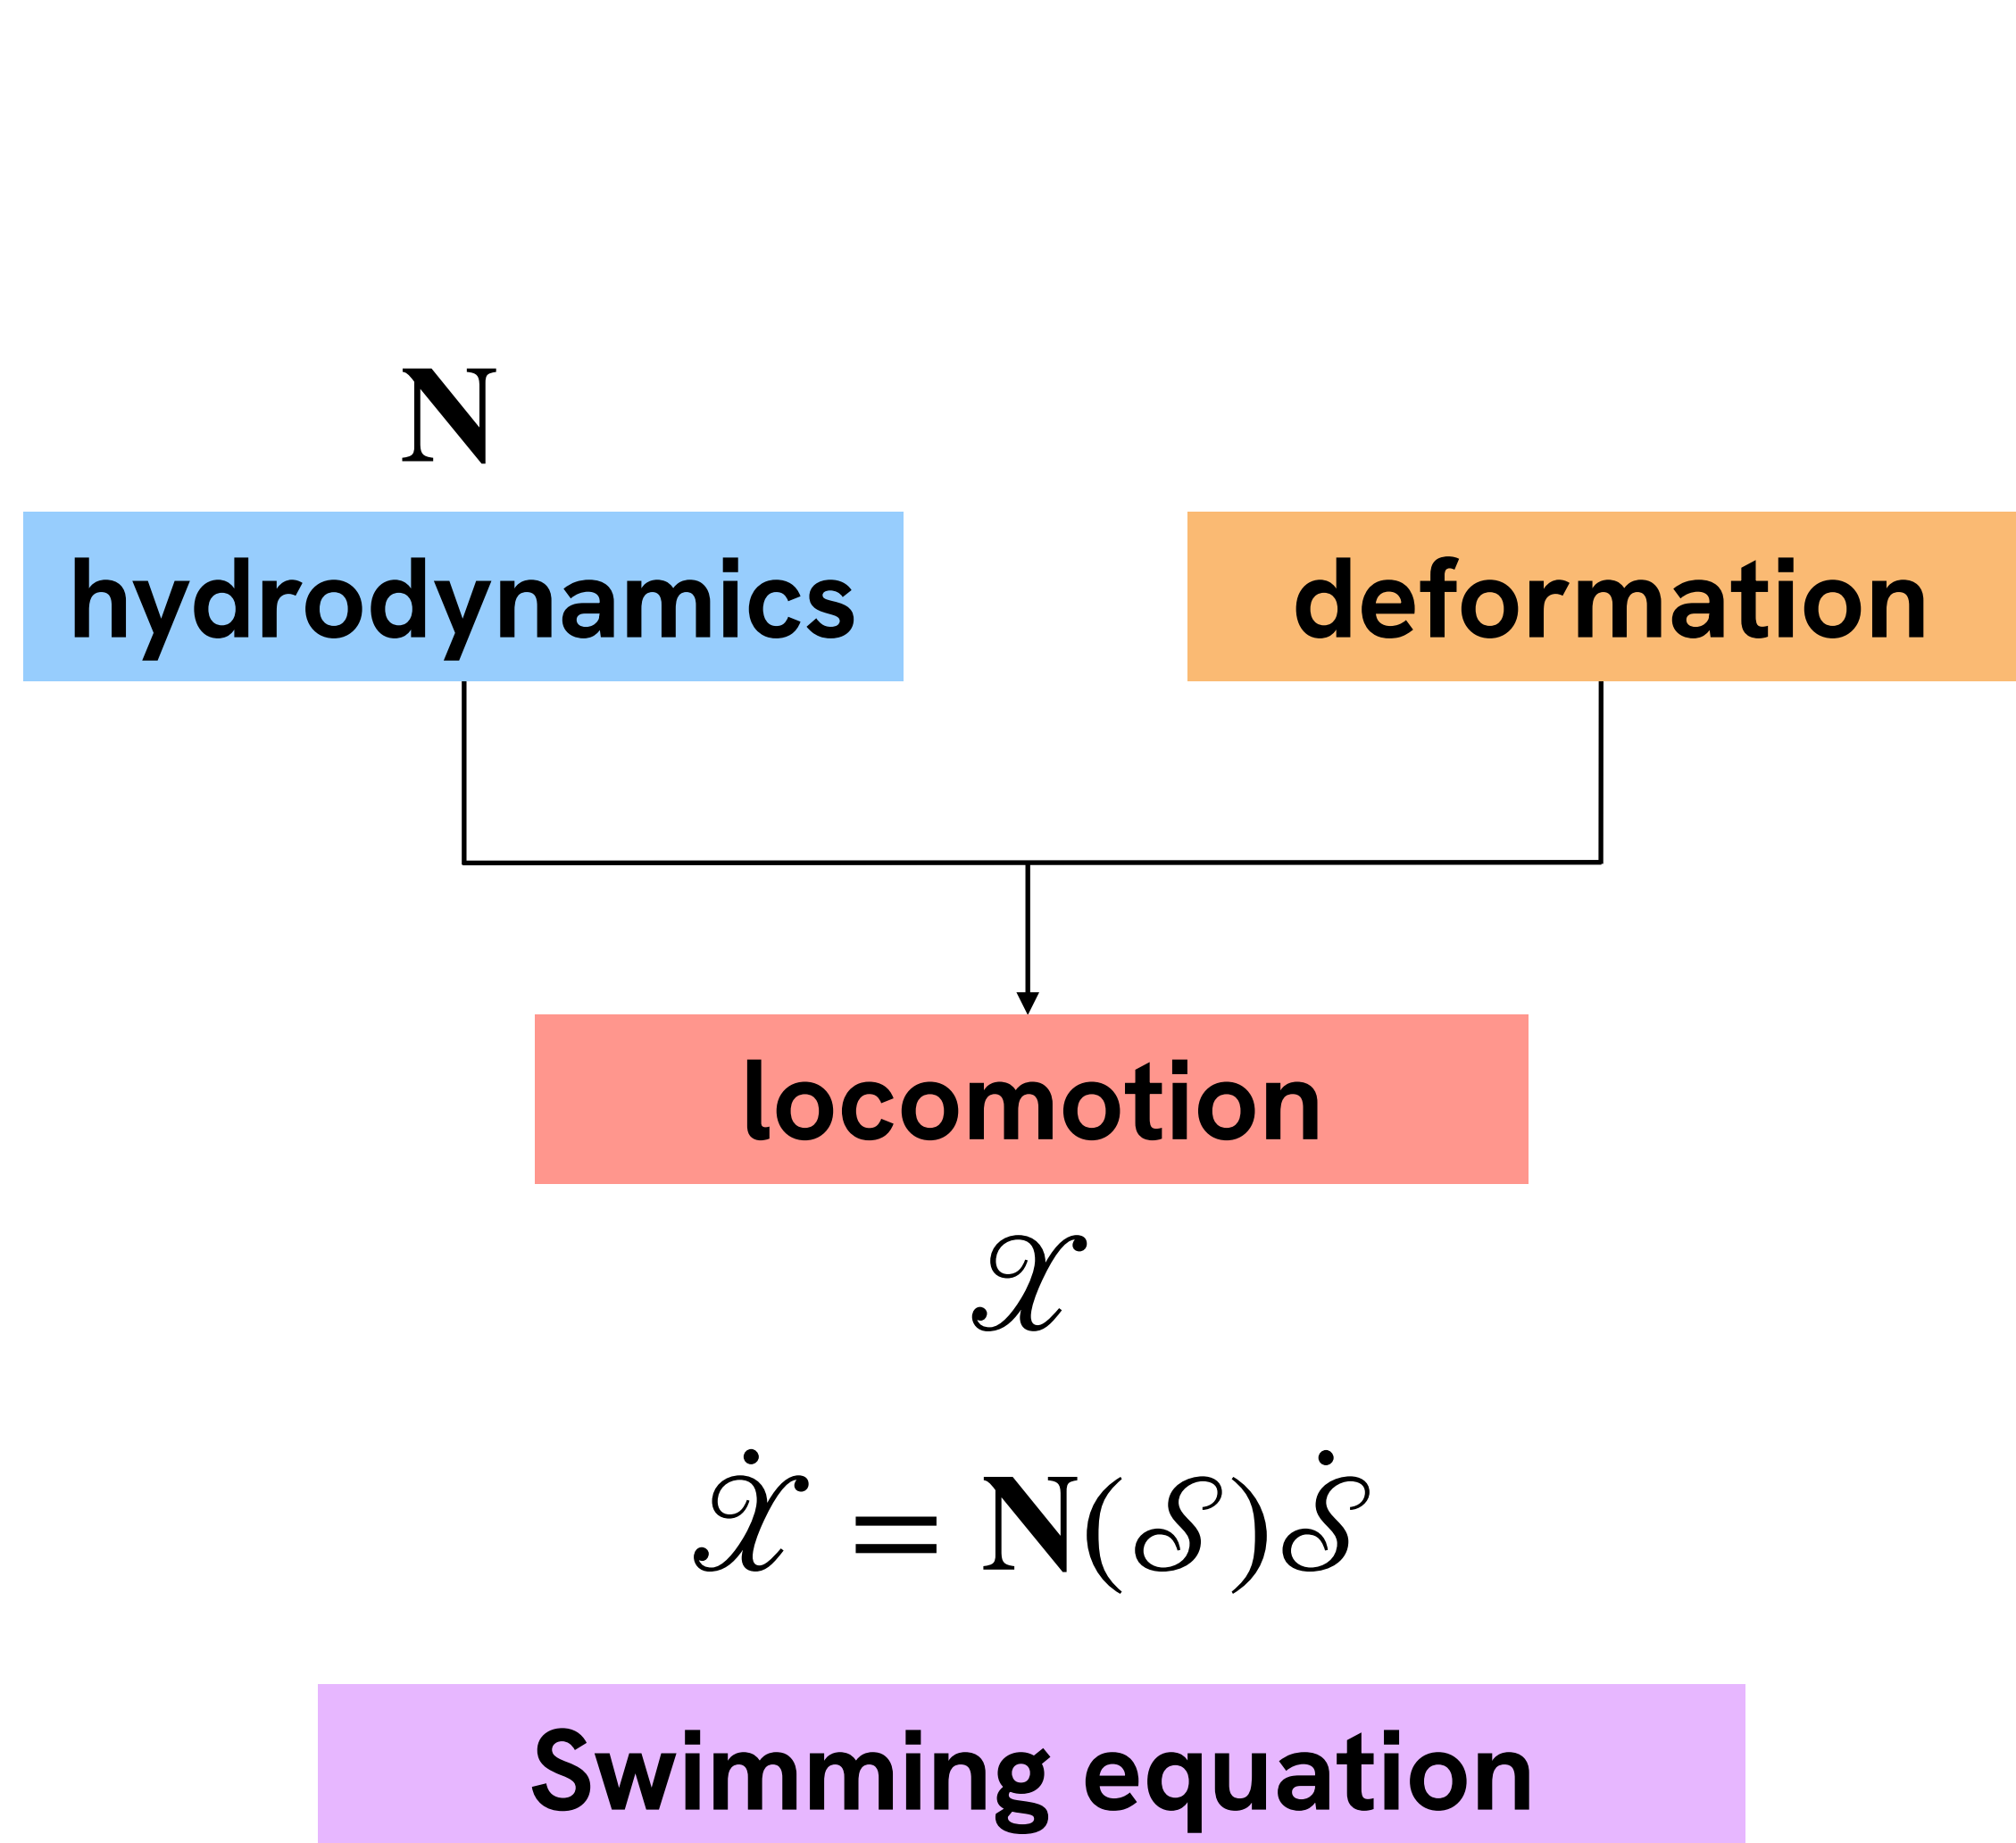 N
hydrodynamics deformation
locomotion
𝒳
𝒳̇ = N(𝒮)𝒮̇
Swimming equation